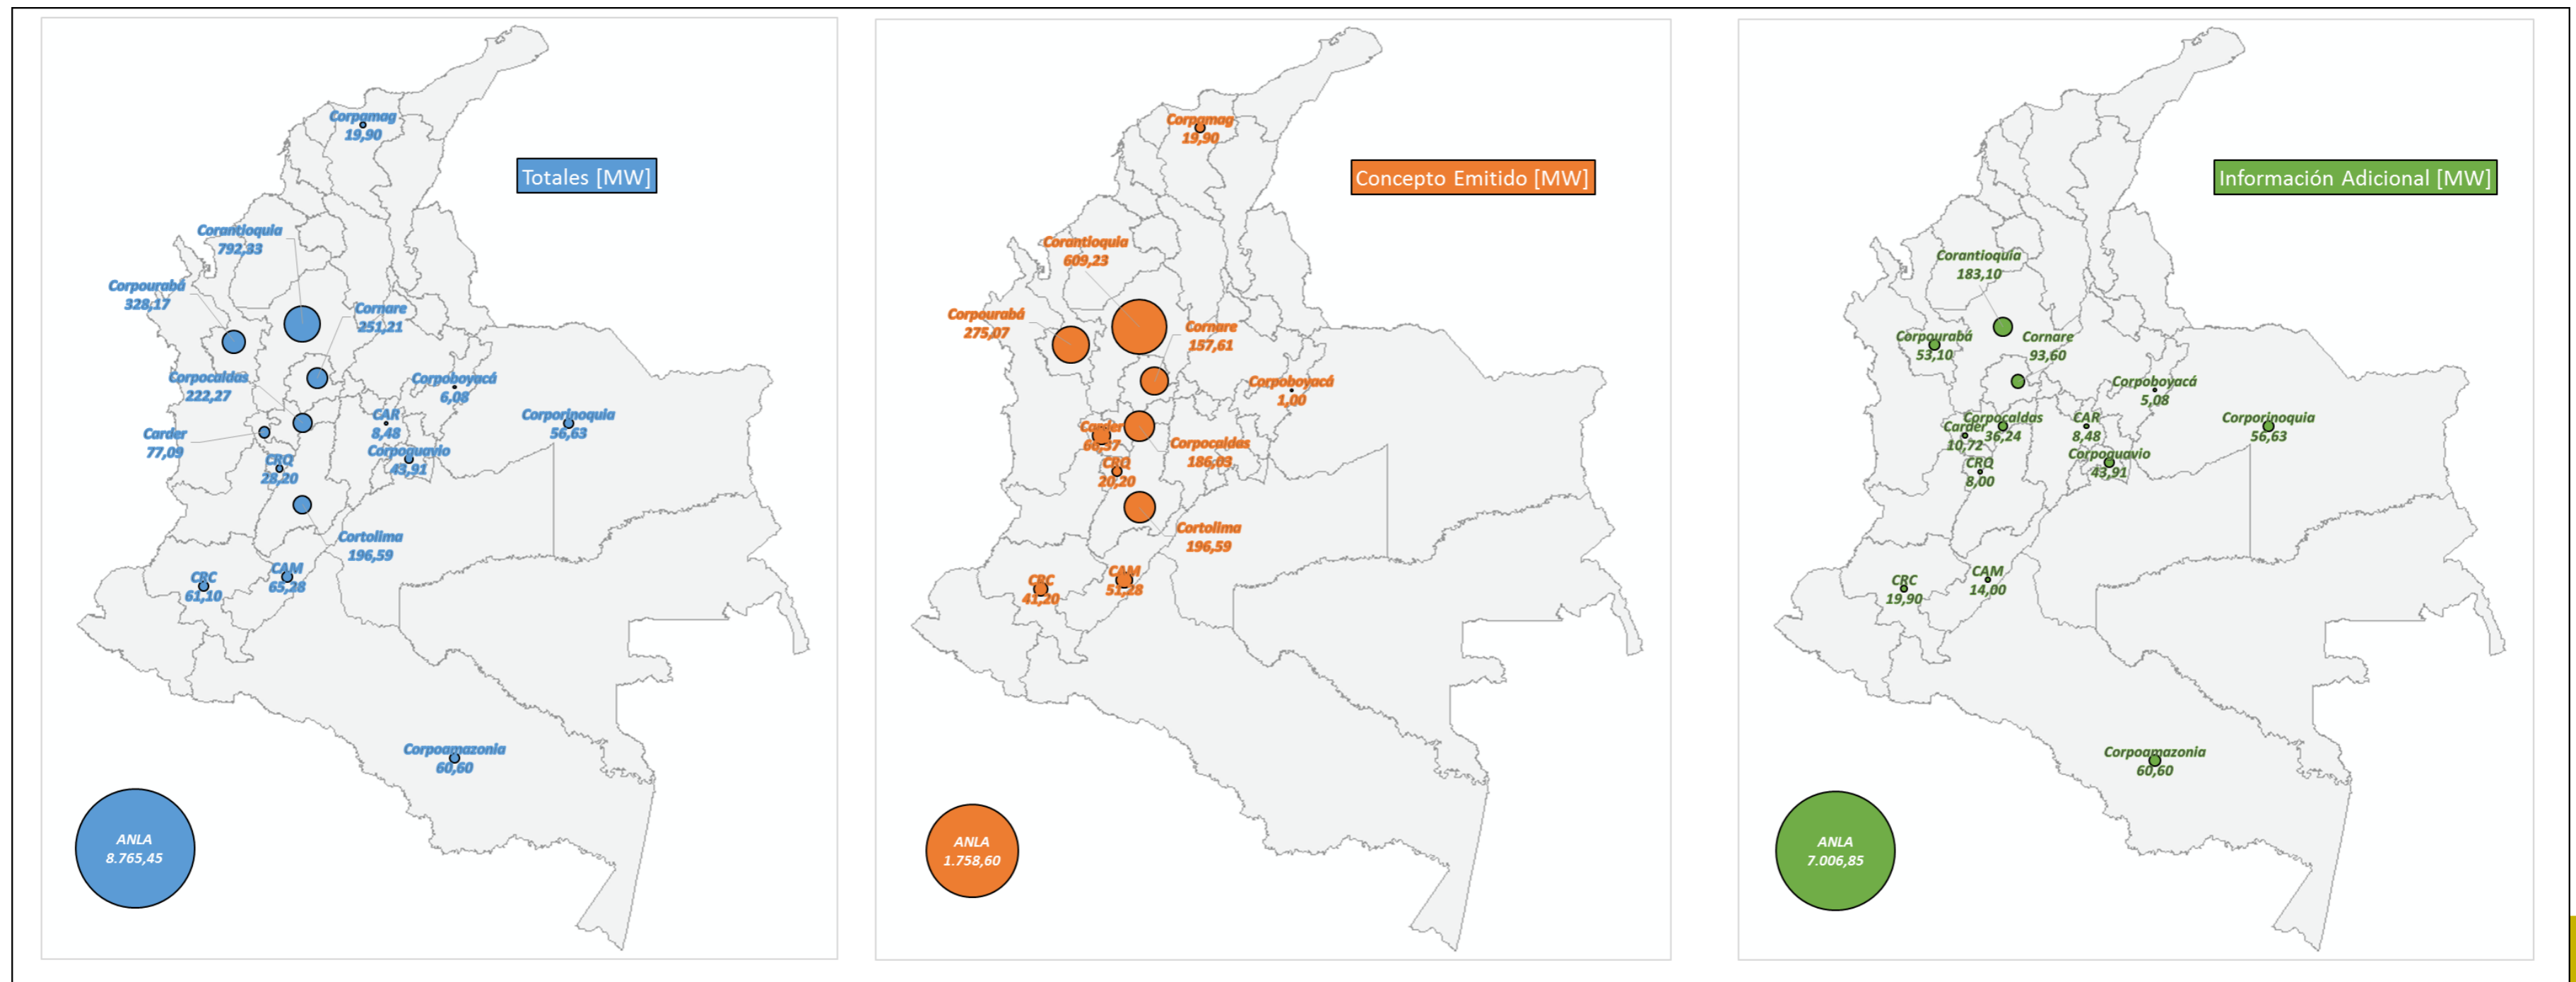 Totales [MW]
Corpamag
19,90
Corantioquia
792,33
Corpourabá
328,17
Cornare
251,21
Corpocaldas
222,27
Corpoboyacá
6,08
CAR
8,48
Corporinoquia
56,63
Carder
77,09
Corpoguavio
43,91
CRQ
28,20
Cortolima
196,59
CAM
65,28
CRC
61,10
Corpoamazonia
60,60
ANLA
8.765,45
Concepto Emitido [MW]
Corpamag
19,90
Corantioquia
609,23
Corpourabá
275,07
Cornare
157,61
Corpoboyacá
1,00
Carder
66,37
Corpocaldas
186,03
CRQ
20,20
Cortolima
196,59
CAM
51,28
CRC
41,20
ANLA
1.758,60
Información Adicional [MW]
Corantioquia
183,10
Corpourabá
53,10
Cornare
93,60
Corpoboyacá
5,08
Corpocaldas
36,24
CAR
8,48
Corporinoquia
56,63
Carder
10,72
Corpoguavio
43,91
CRQ
8,00
CAM
14,00
CRC
19,90
Corpoamazonia
60,60
ANLA
7.006,85